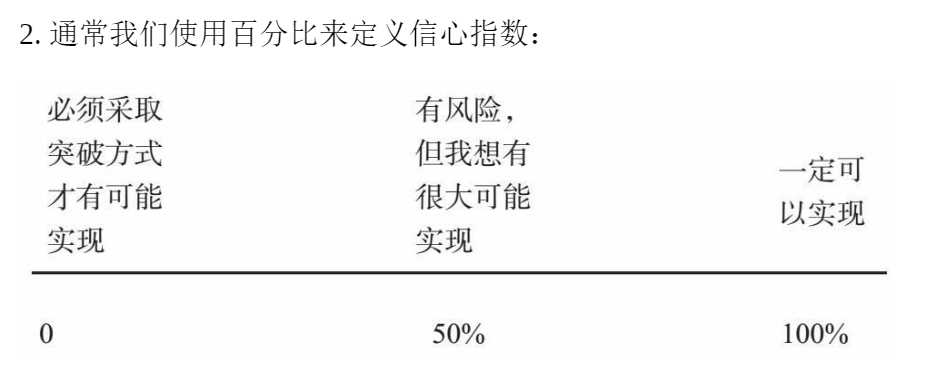 2. 通常我们使用百分比来定义信心指数：
必须采取
突破方式
才有可能
实现
有风险，
但我想有
很大可能
实现
一定可
以实现
0
50%
100%